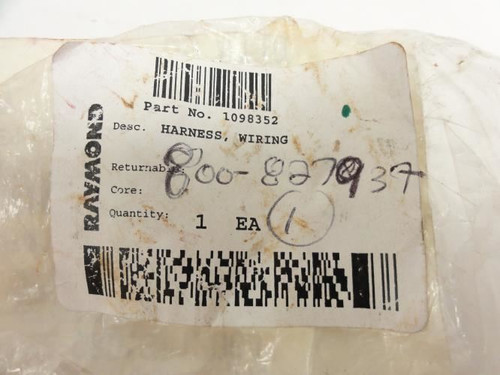 RAYMOND
Part No. 1098352
Desc. HARNESS, WIRING
Returnable
800-827937
Core:
Quantity: 1 EA 1